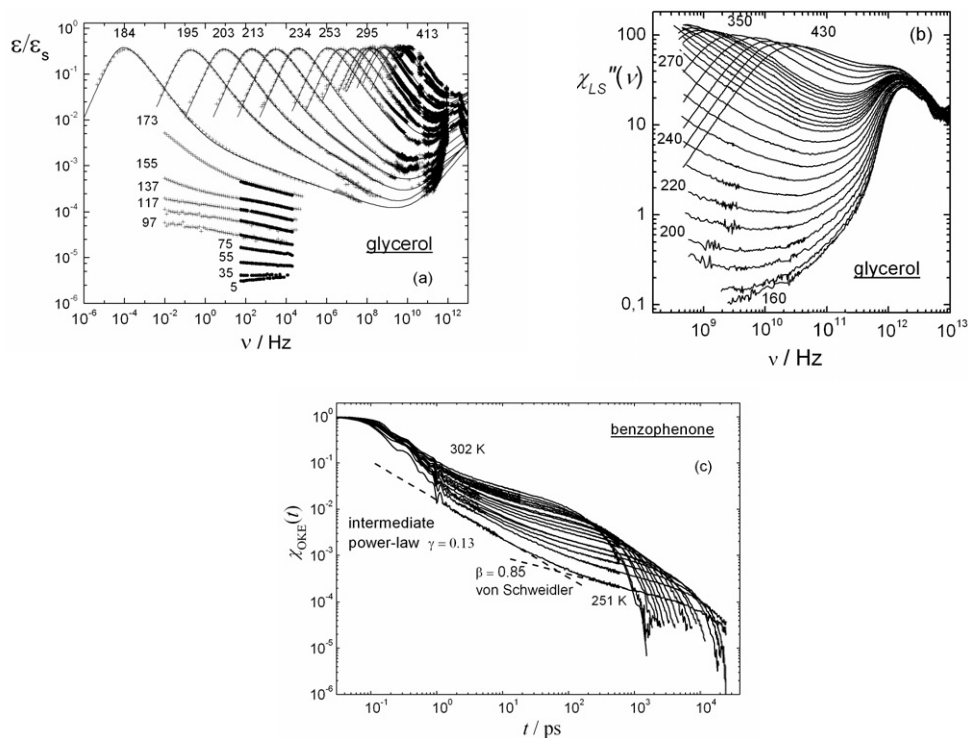 184 195 203 213 234 253 295 413
10^0
ε/ε_s
10^-1
10^-2
173
10^-3
155
137
10^-4
117
97
10^-5
75
55
35
5
10^-6
glycerol
(a)
10^-6 10^-4 10^-2 10^0 10^2 10^4 10^6 10^8 10^10 10^12
ν / Hz
350
430
(b)
100
χ_LS''(ν)
270
10
240
220
1
200
glycerol
0,1
160
10^9 10^10 10^11 10^12 10^13
ν / Hz
10^0
benzophenone
302 K
(c)
10^-1
10^-2
χ_OKE(t)
intermediate
power-law γ = 0.13
10^-3
β = 0.85
von Schweidler
251 K
10^-4
10^-5
10^-6
10^-1 10^0 10^1 10^2 10^3 10^4
t / ps